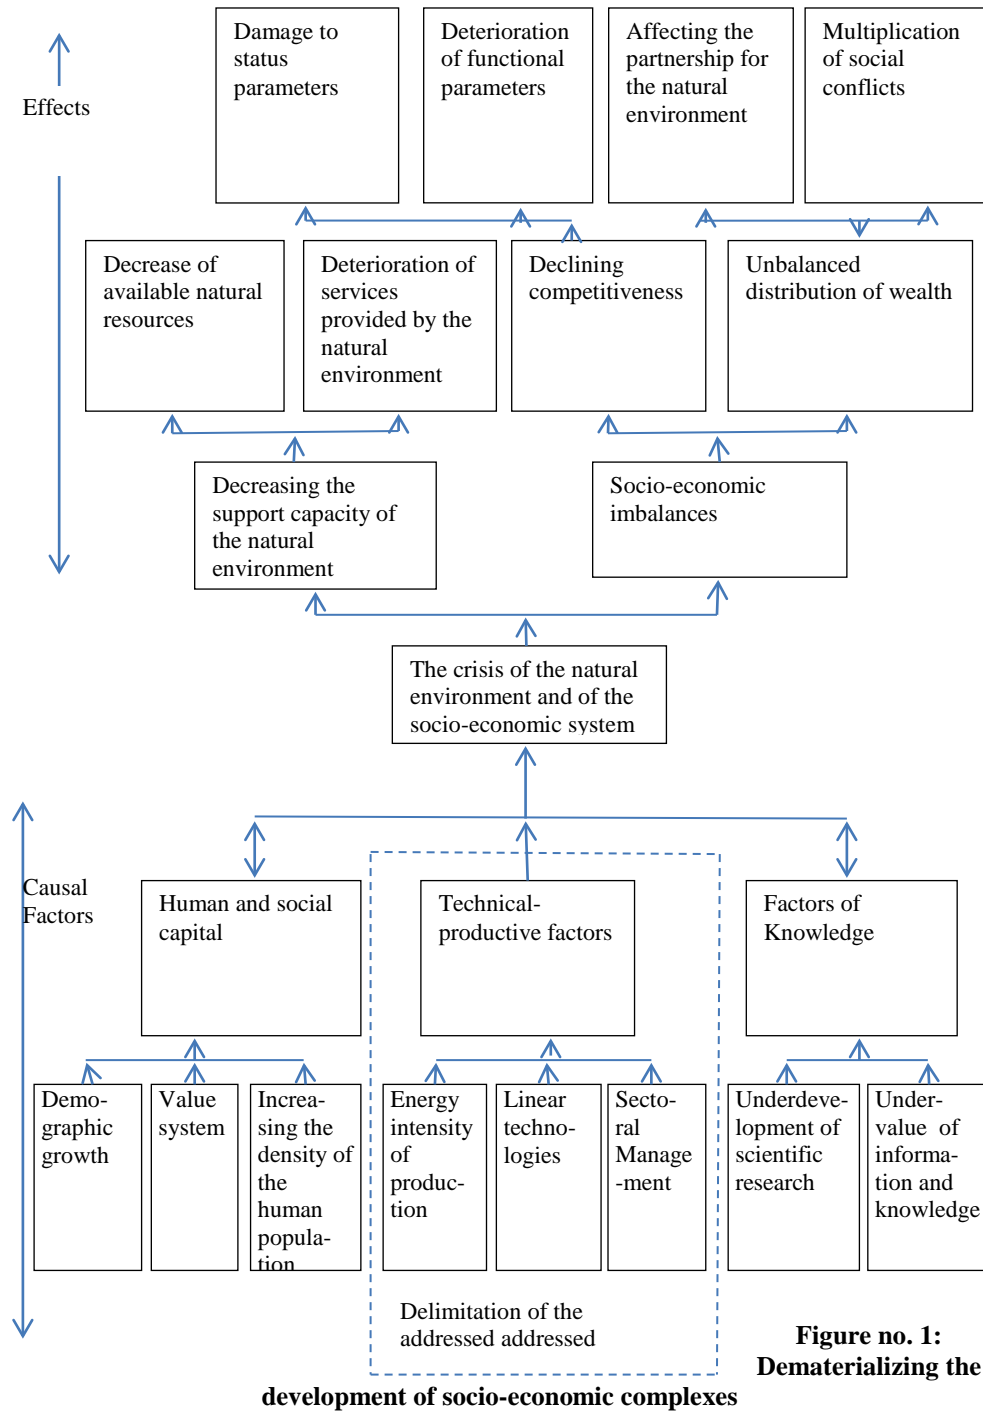 Damage to
status
parameters
Deterioration
of functional
parameters
Affecting the
partnership for
the natural
environment
Multiplication
of social
conflicts
Effects
Decrease of
available natural
resources
Deterioration of
services
provided by the
natural
environment
Declining
competitiveness
Unbalanced
distribution of wealth
Decreasing the
support capacity of
the natural
environment
Socio-economic
imbalances
The crisis of the natural
environment and of the
socio-economic system
Causal
Factors
Human and social
capital
Technical-
productive factors
Factors of
Knowledge
Demo-
graphic
growth
Value
system
Increa-
sing the
density of
the
human
popula-
tion
Energy
intensity
of
produc-
tion
Linear
techno-
logies
Secto-
ral
Manage
-ment
Underdeve-
lopment of
scientific
research
Under-
value of
informa-
tion and
knowledge
Delimitation of the
addressed addressed
Figure no. 1:
Dematerializing the
development of socio-economic complexes